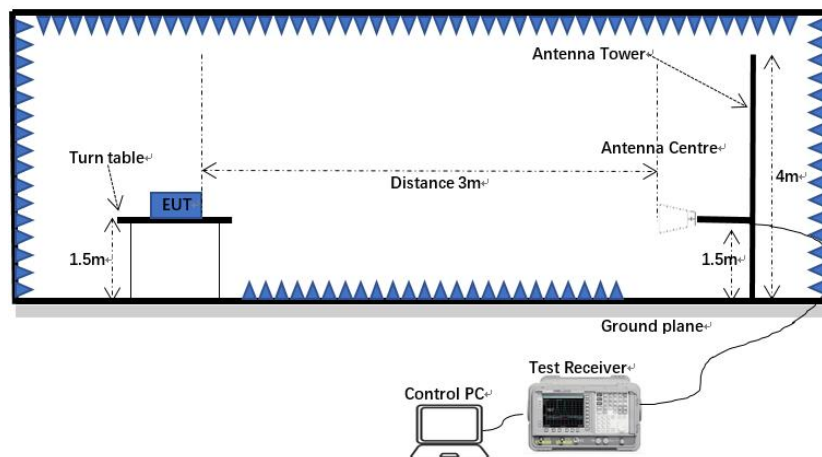 Antenna Tower
Turn table
Antenna Centre
Distance 3m
4m
EUT
1.5m
1.5m
Ground plane
Test Receiver
Control PC